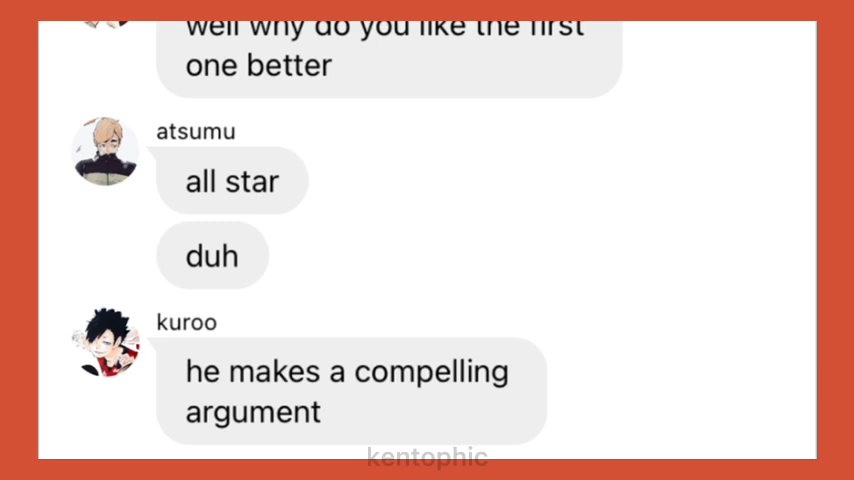 well why do you like the first
one better
atsumu
all star
duh
kuroo
he makes a compelling
argument
kentophic